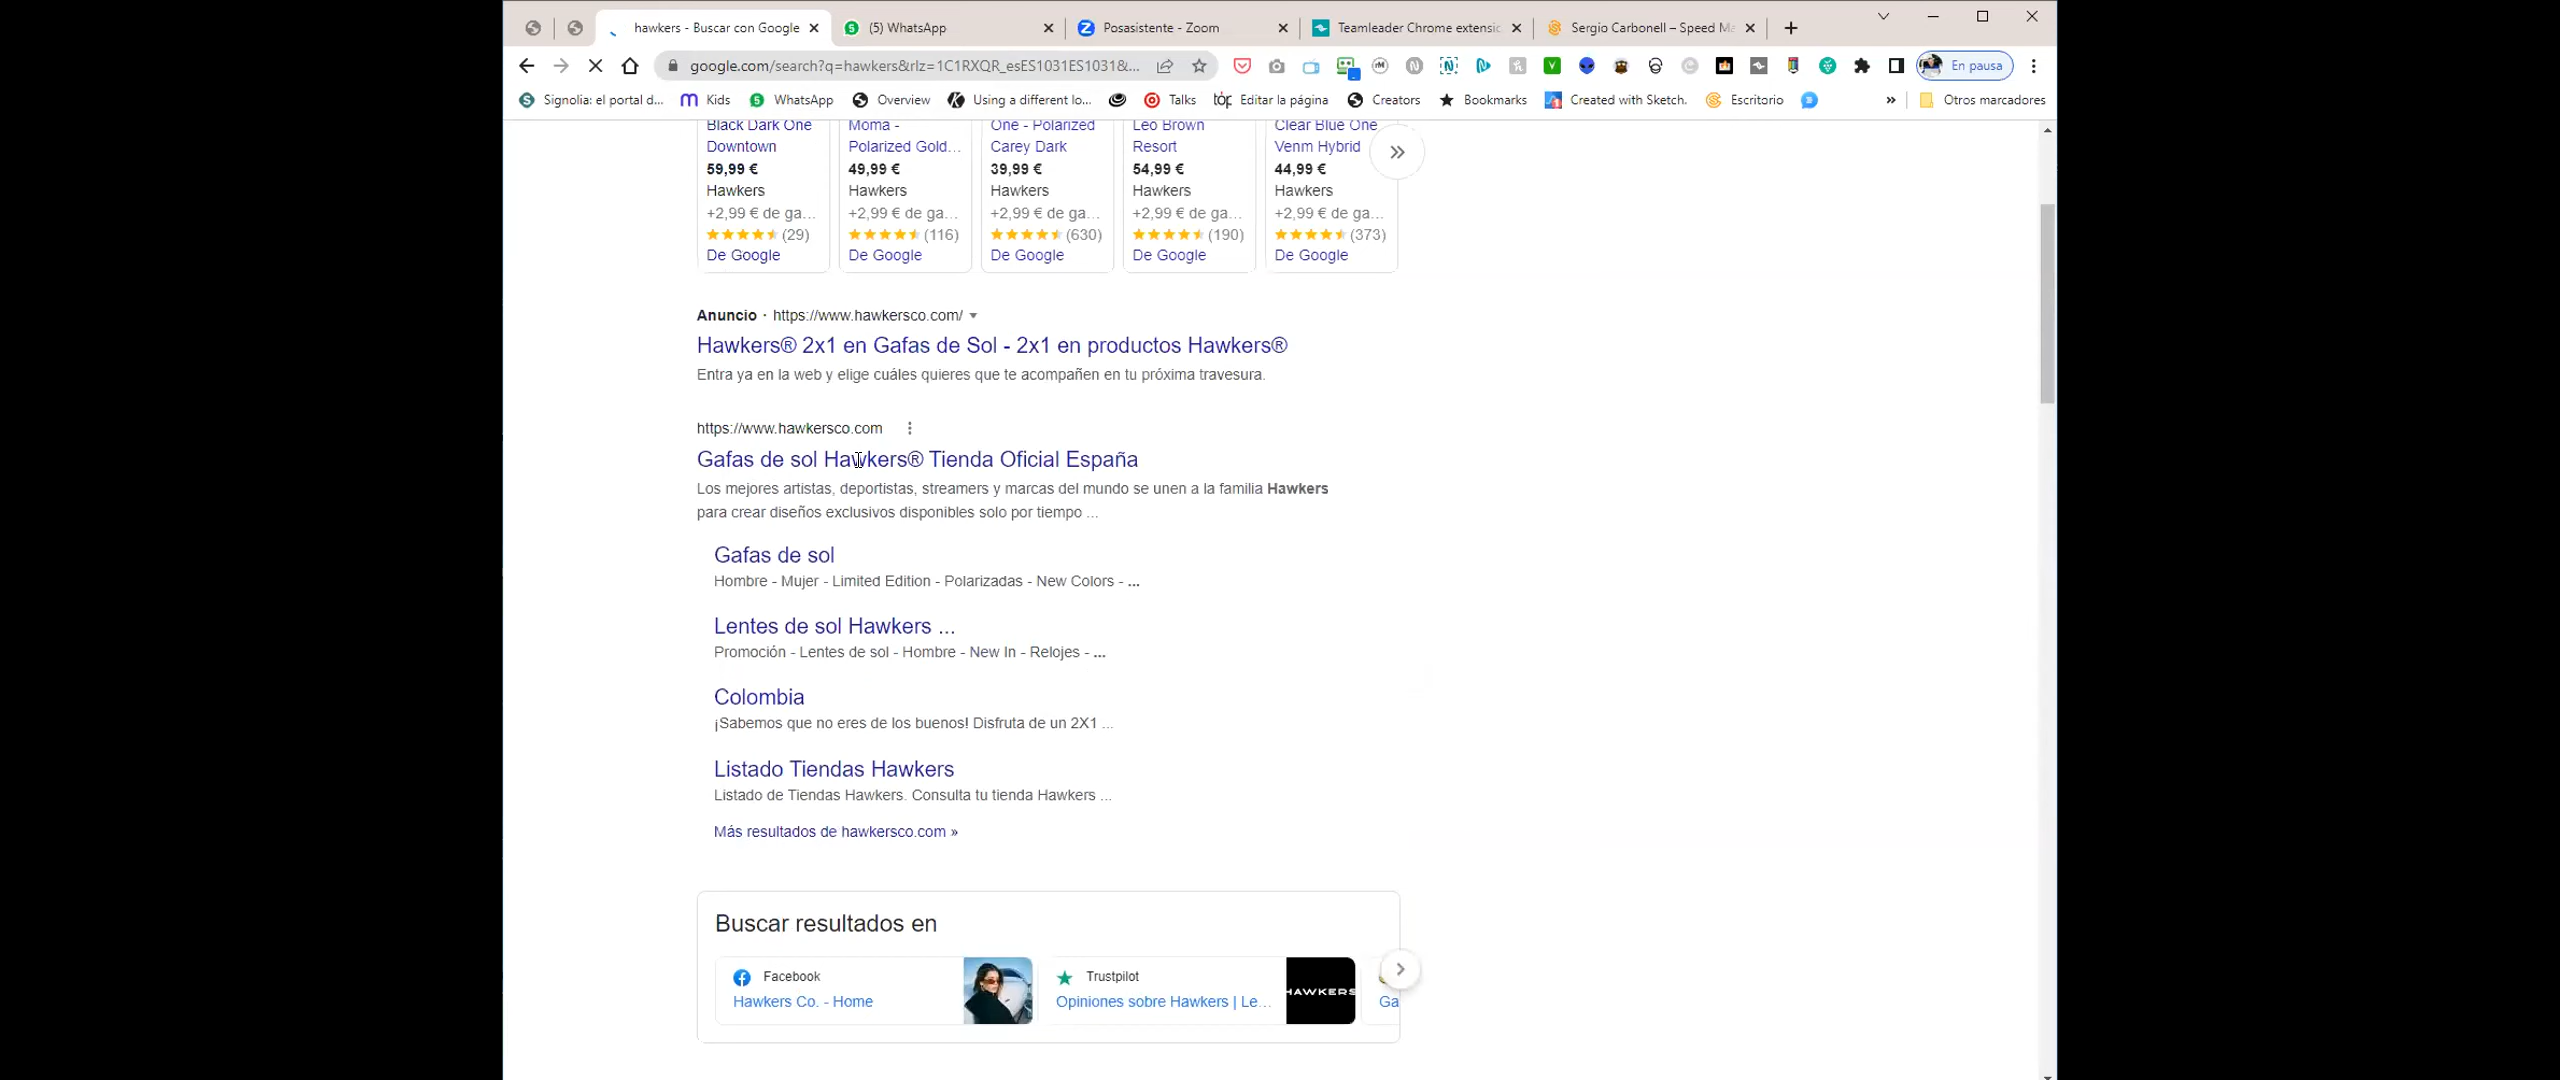 hawkers - Buscar con Google
(5) WhatsApp
Posasistente - Zoom
Teamleader Chrome extensic
Sergio Carbonell – Speed Ma
google.com/search?q=hawkers&rlz=1C1RXQR_esES1031ES1031&...
En pausa
Signolia: el portal d...
Kids
WhatsApp
Overview
Using a different lo...
Talks
Editar la página
Creators
Bookmarks
Created with Sketch.
Escritorio
»
Otros marcadores
Black Dark One
Downtown
59,99 €
Hawkers
+2,99 € de ga...
(29)
De Google
Moma -
Polarized Gold...
49,99 €
Hawkers
+2,99 € de ga...
(116)
De Google
One - Polarized
Carey Dark
39,99 €
Hawkers
+2,99 € de ga...
(630)
De Google
Leo Brown
Resort
54,99 €
Hawkers
+2,99 € de ga...
(190)
De Google
Clear Blue One
Venm Hybrid
44,99 €
Hawkers
+2,99 € de ga...
(373)
De Google
Anuncio · https://www.hawkersco.com/
Hawkers® 2x1 en Gafas de Sol - 2x1 en productos Hawkers®
Entra ya en la web y elige cuáles quieres que te acompañen en tu próxima travesura.
https://www.hawkersco.com
Gafas de sol Hawkers® Tienda Oficial España
Los mejores artistas, deportistas, streamers y marcas del mundo se unen a la familia Hawkers
para crear diseños exclusivos disponibles solo por tiempo ...
Gafas de sol
Hombre - Mujer - Limited Edition - Polarizadas - New Colors - ...
Lentes de sol Hawkers ...
Promoción - Lentes de sol - Hombre - New In - Relojes - ...
Colombia
¡Sabemos que no eres de los buenos! Disfruta de un 2X1 ...
Listado Tiendas Hawkers
Listado de Tiendas Hawkers. Consulta tu tienda Hawkers ...
Más resultados de hawkersco.com »
Buscar resultados en
Facebook
Hawkers Co. - Home
Trustpilot
Opiniones sobre Hawkers | Le...
HAWKERS
Ga